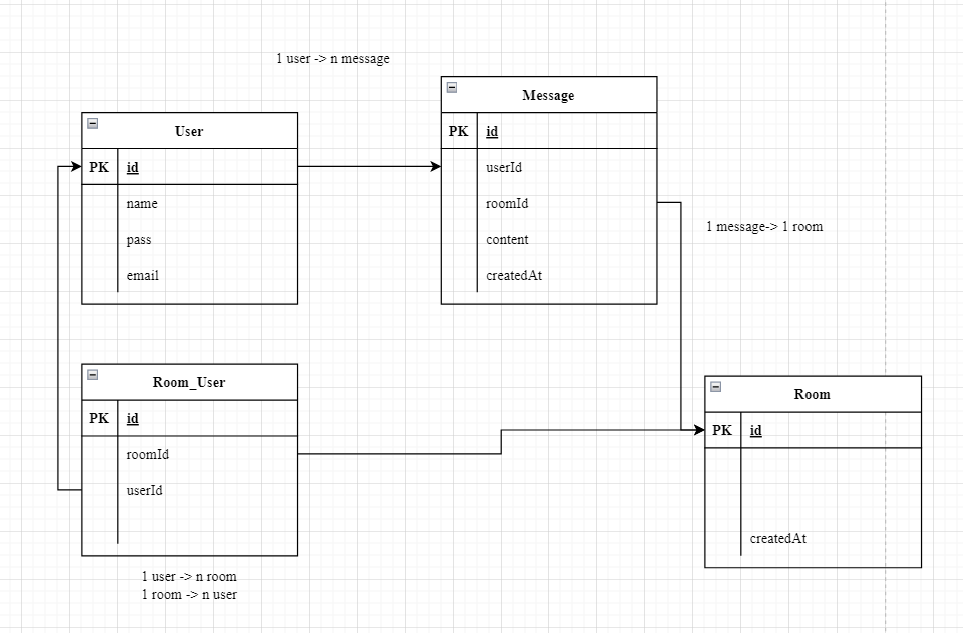 1 user -> n message
Message
PK id
userId
roomId
content
createdAt
User
PK id
name
pass
email
1 message-> 1 room
Room_User
PK id
roomId
userId
Room
PK id
createdAt
1 user -> n room
1 room -> n user